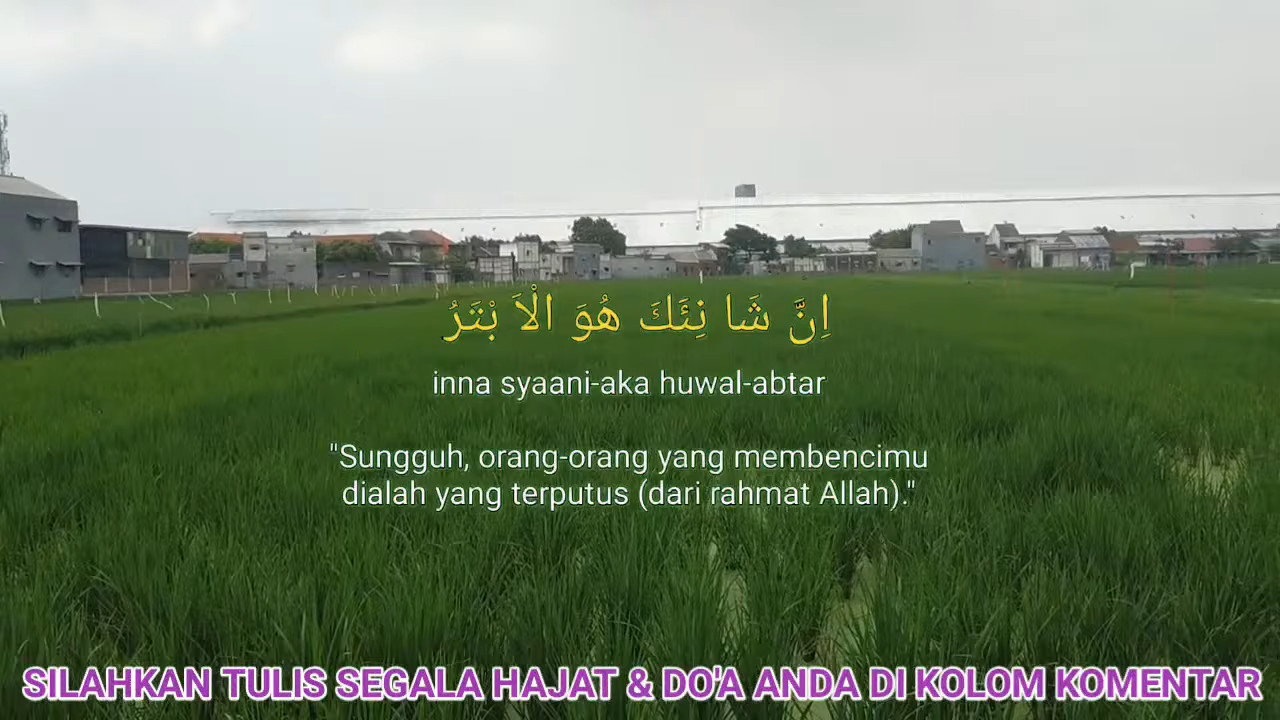 اِنَّ شَا نِئَكَ هُوَ الْاَ بْتَرُ
inna syaani-aka huwal-abtar
"Sungguh, orang-orang yang membencimu
dialah yang terputus (dari rahmat Allah)."
SILAHKAN TULIS SEGALA HAJAT & DO'A ANDA DI KOLOM KOMENTAR